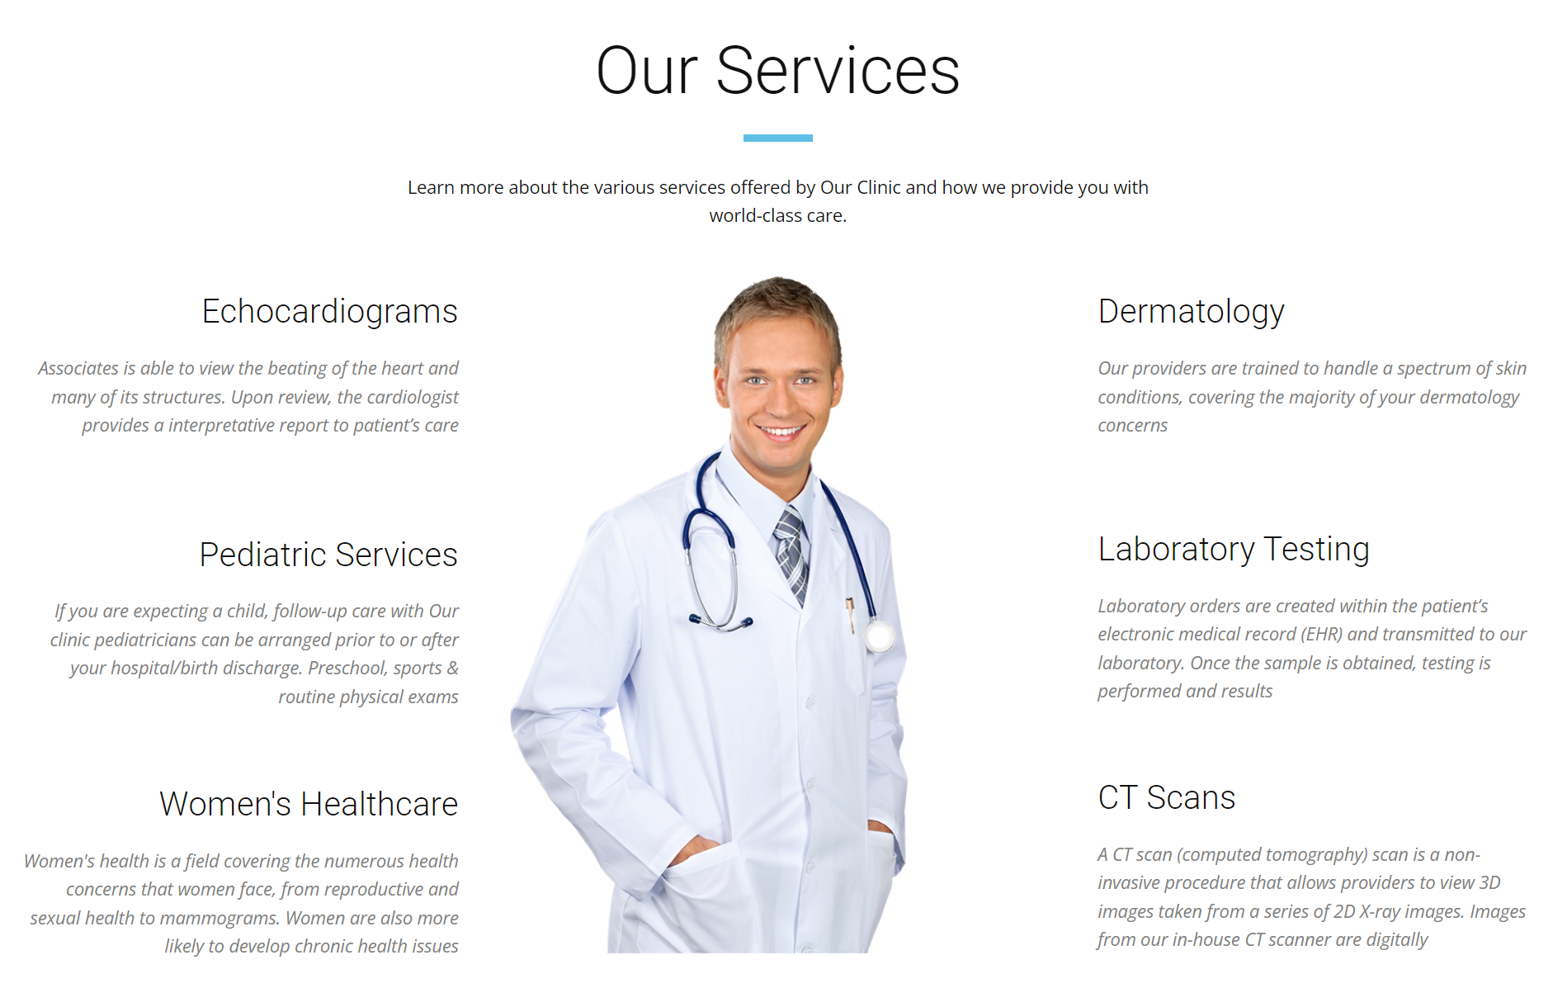 Our Services
Learn more about the various services offered by Our Clinic and how we provide you with
world-class care.
Echocardiograms
Associates is able to view the beating of the heart and
many of its structures. Upon review, the cardiologist
provides a interpretative report to patient’s care
Pediatric Services
If you are expecting a child, follow-up care with Our
clinic pediatricians can be arranged prior to or after
your hospital/birth discharge. Preschool, sports &
routine physical exams
Women's Healthcare
Women's health is a field covering the numerous health
concerns that women face, from reproductive and
sexual health to mammograms. Women are also more
likely to develop chronic health issues
Dermatology
Our providers are trained to handle a spectrum of skin
conditions, covering the majority of your dermatology
concerns
Laboratory Testing
Laboratory orders are created within the patient’s
electronic medical record (EHR) and transmitted to our
laboratory. Once the sample is obtained, testing is
performed and results
CT Scans
A CT scan (computed tomography) scan is a non-
invasive procedure that allows providers to view 3D
images taken from a series of 2D X-ray images. Images
from our in-house CT scanner are digitally